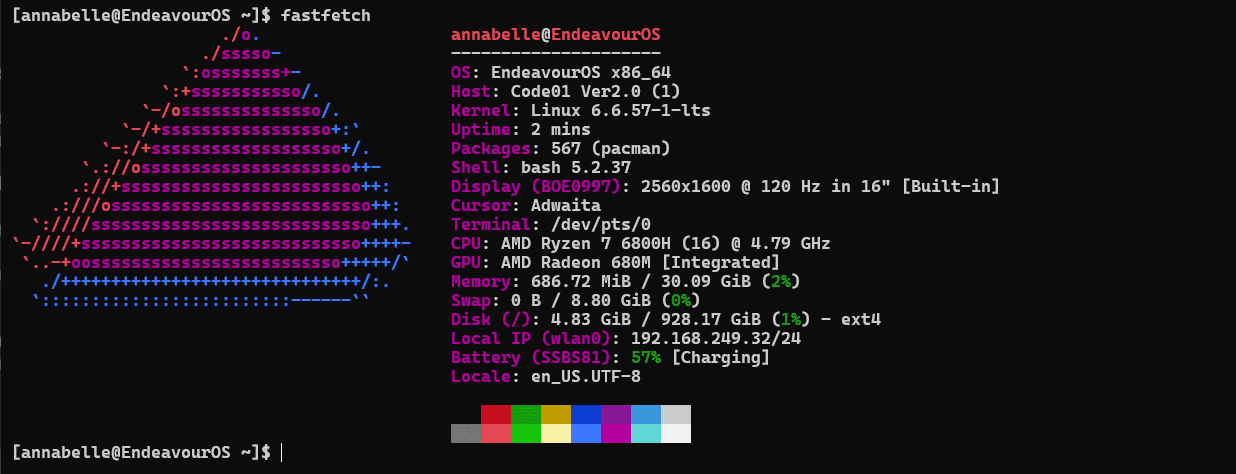 [annabelle@EndeavourOS ~]$ fastfetch
./o.
annabelle@EndeavourOS
./sssso-
---------------------
`:osssssss+-
OS: EndeavourOS x86_64
`:+sssssssssso/.
Host: Code01 Ver2.0 (1)
`-/ossssssssssssso/.
Kernel: Linux 6.6.57-1-lts
`-/+sssssssssssssssso+:`
Uptime: 2 mins
`-:/+sssssssssssssssssso+/.
Packages: 567 (pacman)
`.://osssssssssssssssssssso++-
Shell: bash 5.2.37
.://+ssssssssssssssssssssssso++:
Display (BOE0997): 2560x1600 @ 120 Hz in 16" [Built-in]
.:///ossssssssssssssssssssssssso++:
Cursor: Adwaita
`:////ssssssssssssssssssssssssssso+++.
Terminal: /dev/pts/0
`-////+ssssssssssssssssssssssssssso++++-
CPU: AMD Ryzen 7 6800H (16) @ 4.79 GHz
`..-+oosssssssssssssssssssssssso+++++/`
GPU: AMD Radeon 680M [Integrated]
./++++++++++++++++++++++++++++++/:.
Memory: 686.72 MiB / 30.09 GiB (2%)
`:::::::::::::::::::::::::------``
Swap: 0 B / 8.80 GiB (0%)
Disk (/): 4.83 GiB / 928.17 GiB (1%) - ext4
Local IP (wlan0): 192.168.249.32/24
Battery (SSBS81): 57% [Charging]
Locale: en_US.UTF-8
[annabelle@EndeavourOS ~]$